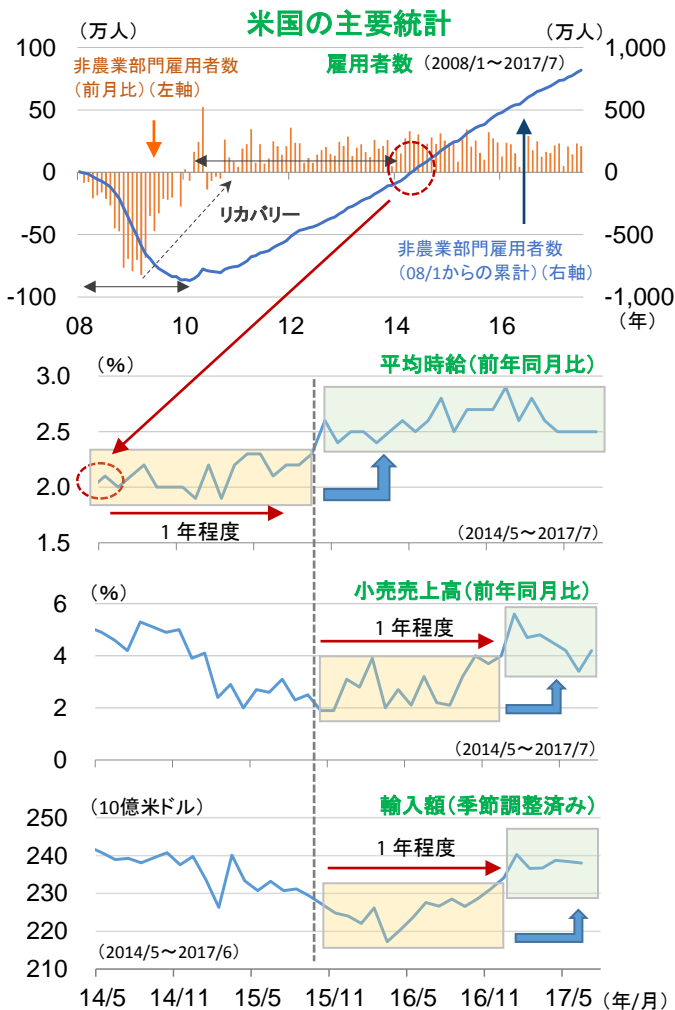 米国の主要統計
(万人)
(万人)
雇用者数 (2008/1～2017/7)
非農業部門雇用者数
(前月比)(左軸)
100
50
0
-50
-100
1,000
500
0
-500
-1,000
リカバリー
非農業部門雇用者数
(08/1からの累計)(右軸)
08
10
12
14
16
(年)
(%)
平均時給(前年同月比)
3.0
2.5
2.0
1.5
1年程度
(2014/5～2017/7)
(%)
小売売上高(前年同月比)
6
4
2
0
1年程度
(2014/5～2017/7)
(10億米ドル)
輸入額(季節調整済み)
250
240
230
220
210
1年程度
(2014/5～2017/6)
14/5
14/11
15/5
15/11
16/5
16/11
17/5
(年/月)